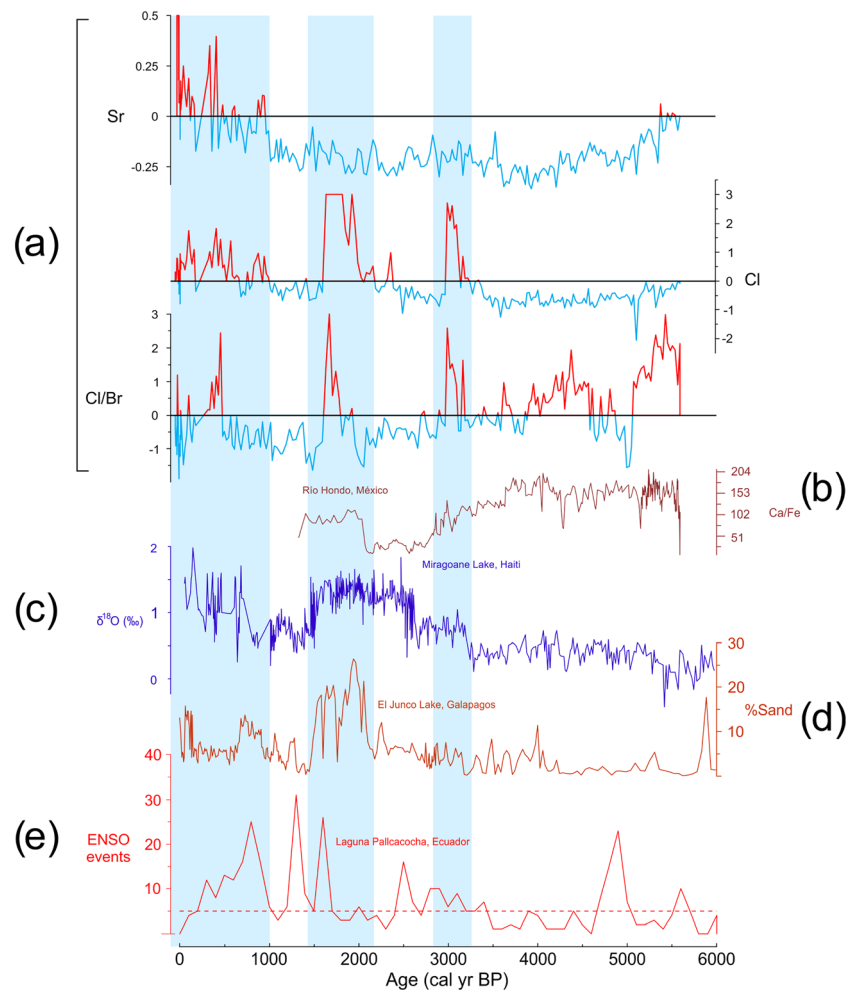 0.5
0.25
Sr
0
-0.25
(a)
3
2
1
0
Cl
-1
-2
3
2
1
Cl/Br
0
-1
204
Río Hondo, México
153
(b)
102
Ca/Fe
51
2
Miragoane Lake, Haiti
(c)
1
δ18O (‰)
0
30
20
El Junco Lake, Galapagos
%Sand
(d)
10
40
30
(e)
ENSO
events
20
Laguna Pallcacocha, Ecuador
10
0
1000
2000
3000
4000
5000
6000
Age (cal yr BP)